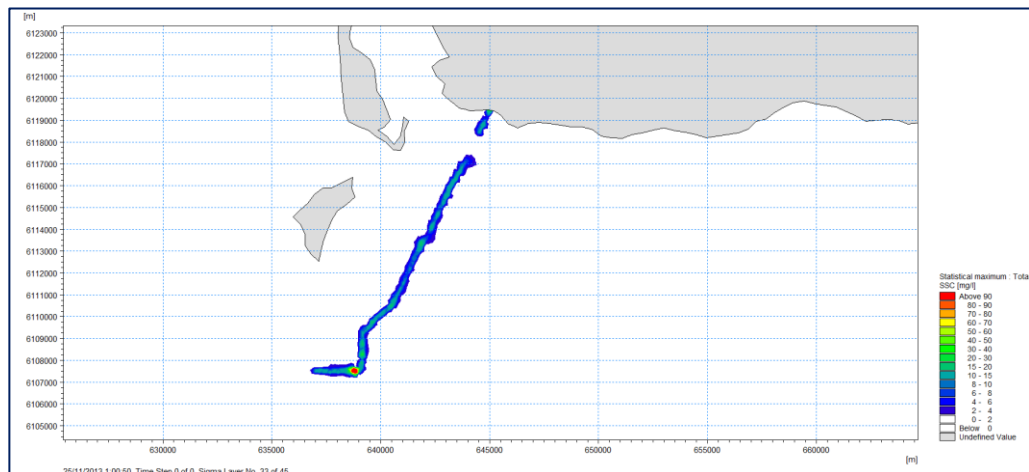 [m]
6123000
6122000
6121000
6120000
6119000
6118000
6117000
6116000
6115000
6114000
6113000
6112000
6111000
6110000
6109000
6108000
6107000
6106000
6105000
630000 635000 640000 645000 650000 655000 660000
[m]
Statistical maximum : Tota
SSC [mg/l]
Above 90
80 - 90
70 - 80
60 - 70
50 - 60
40 - 50
30 - 40
20 - 30
15 - 20
10 - 15
8 - 10
6 - 8
4 - 6
2 - 4
0 - 2
Below 0
Undefined Value
25/11/2013 1:00:50, Time Step 0 of 0, Sigma Layer No. 33 of 45